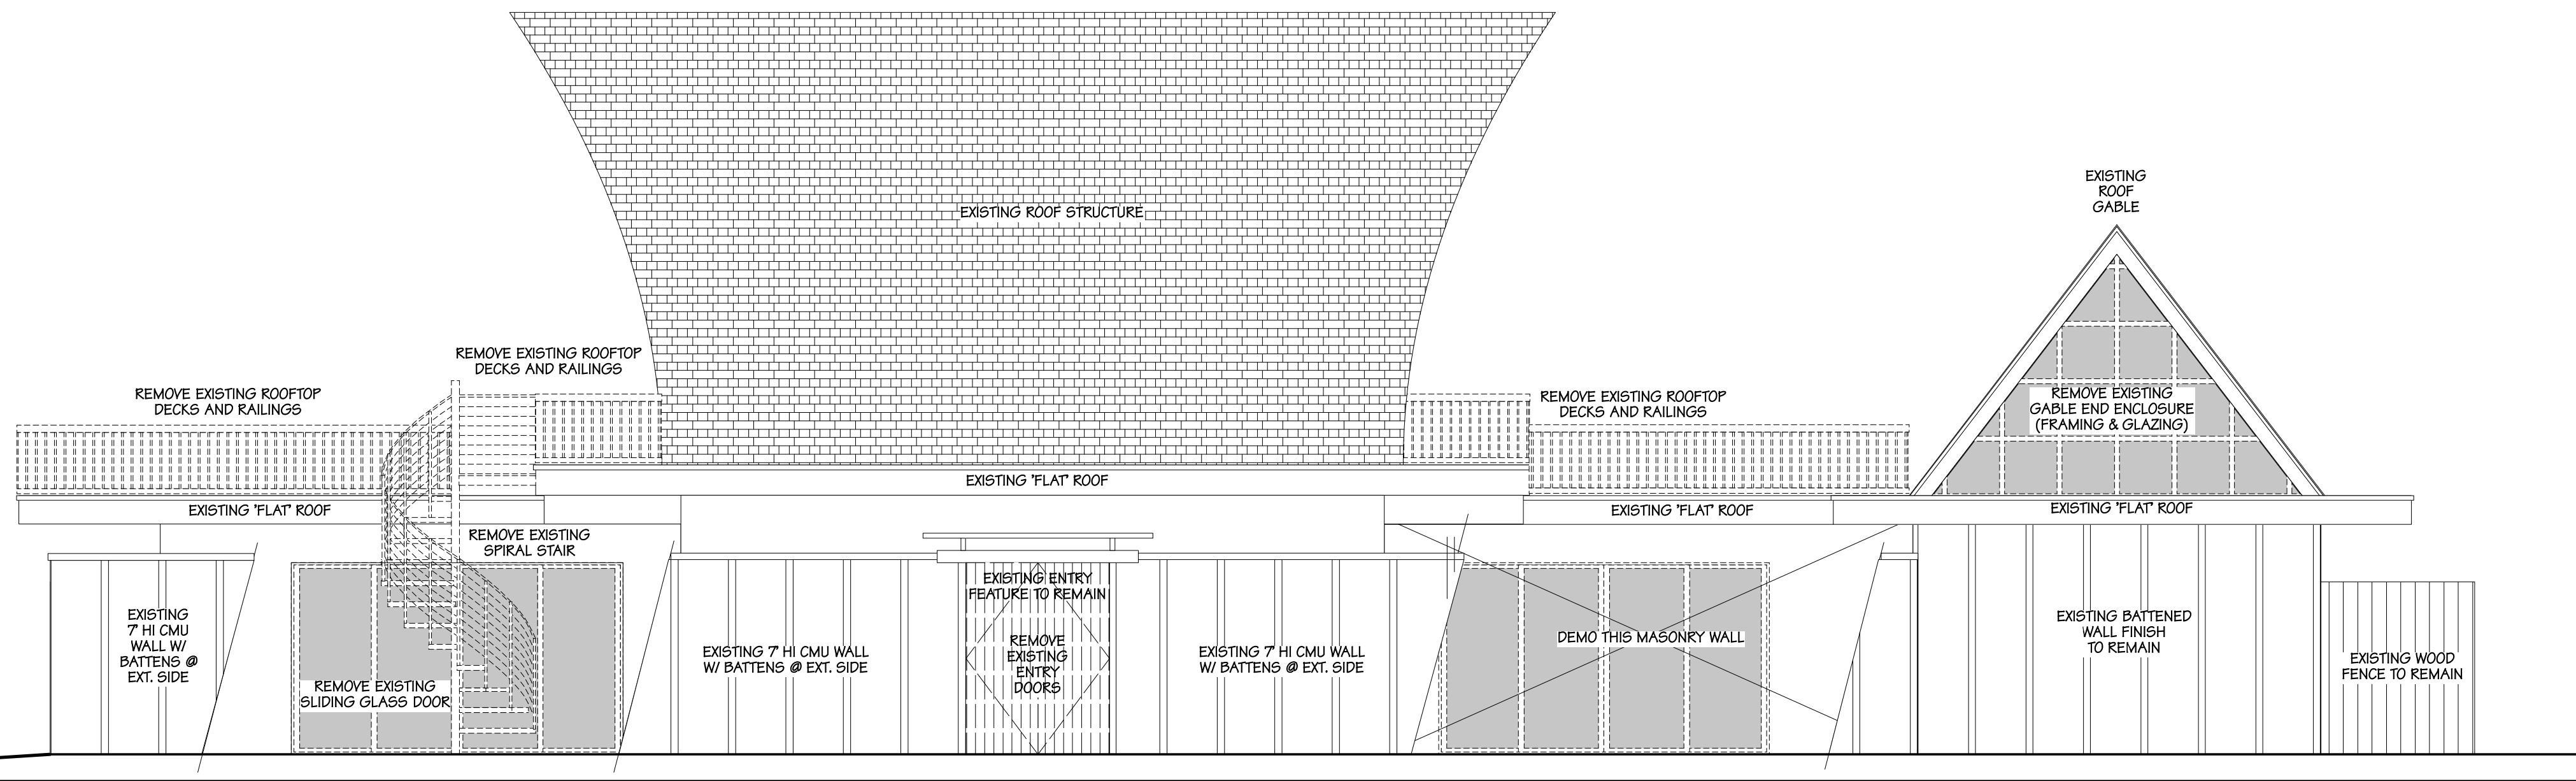 EXISTING
ROOF
GABLE
EXISTING ROOF STRUCTURE
REMOVE EXISTING ROOFTOP
DECKS AND RAILINGS
REMOVE EXISTING ROOFTOP
DECKS AND RAILINGS
REMOVE EXISTING ROOFTOP
DECKS AND RAILINGS
REMOVE EXISTING
GABLE END ENCLOSURE
(FRAMING & GLAZING)
EXISTING 'FLAT' ROOF
EXISTING 'FLAT' ROOF
EXISTING 'FLAT' ROOF
EXISTING 'FLAT' ROOF
REMOVE EXISTING
SPIRAL STAIR
EXISTING
7' HI CMU
WALL W/
BATTENS @
EXT. SIDE
REMOVE EXISTING
SLIDING GLASS DOOR
EXISTING 7' HI CMU WALL
W/ BATTENS @ EXT. SIDE
EXISTING ENTRY
FEATURE TO REMAIN
REMOVE
EXISTING
ENTRY
DOORS
EXISTING 7' HI CMU WALL
W/ BATTENS @ EXT. SIDE
DEMO THIS MASONRY WALL
EXISTING BATTENED
WALL FINISH
TO REMAIN
EXISTING WOOD
FENCE TO REMAIN